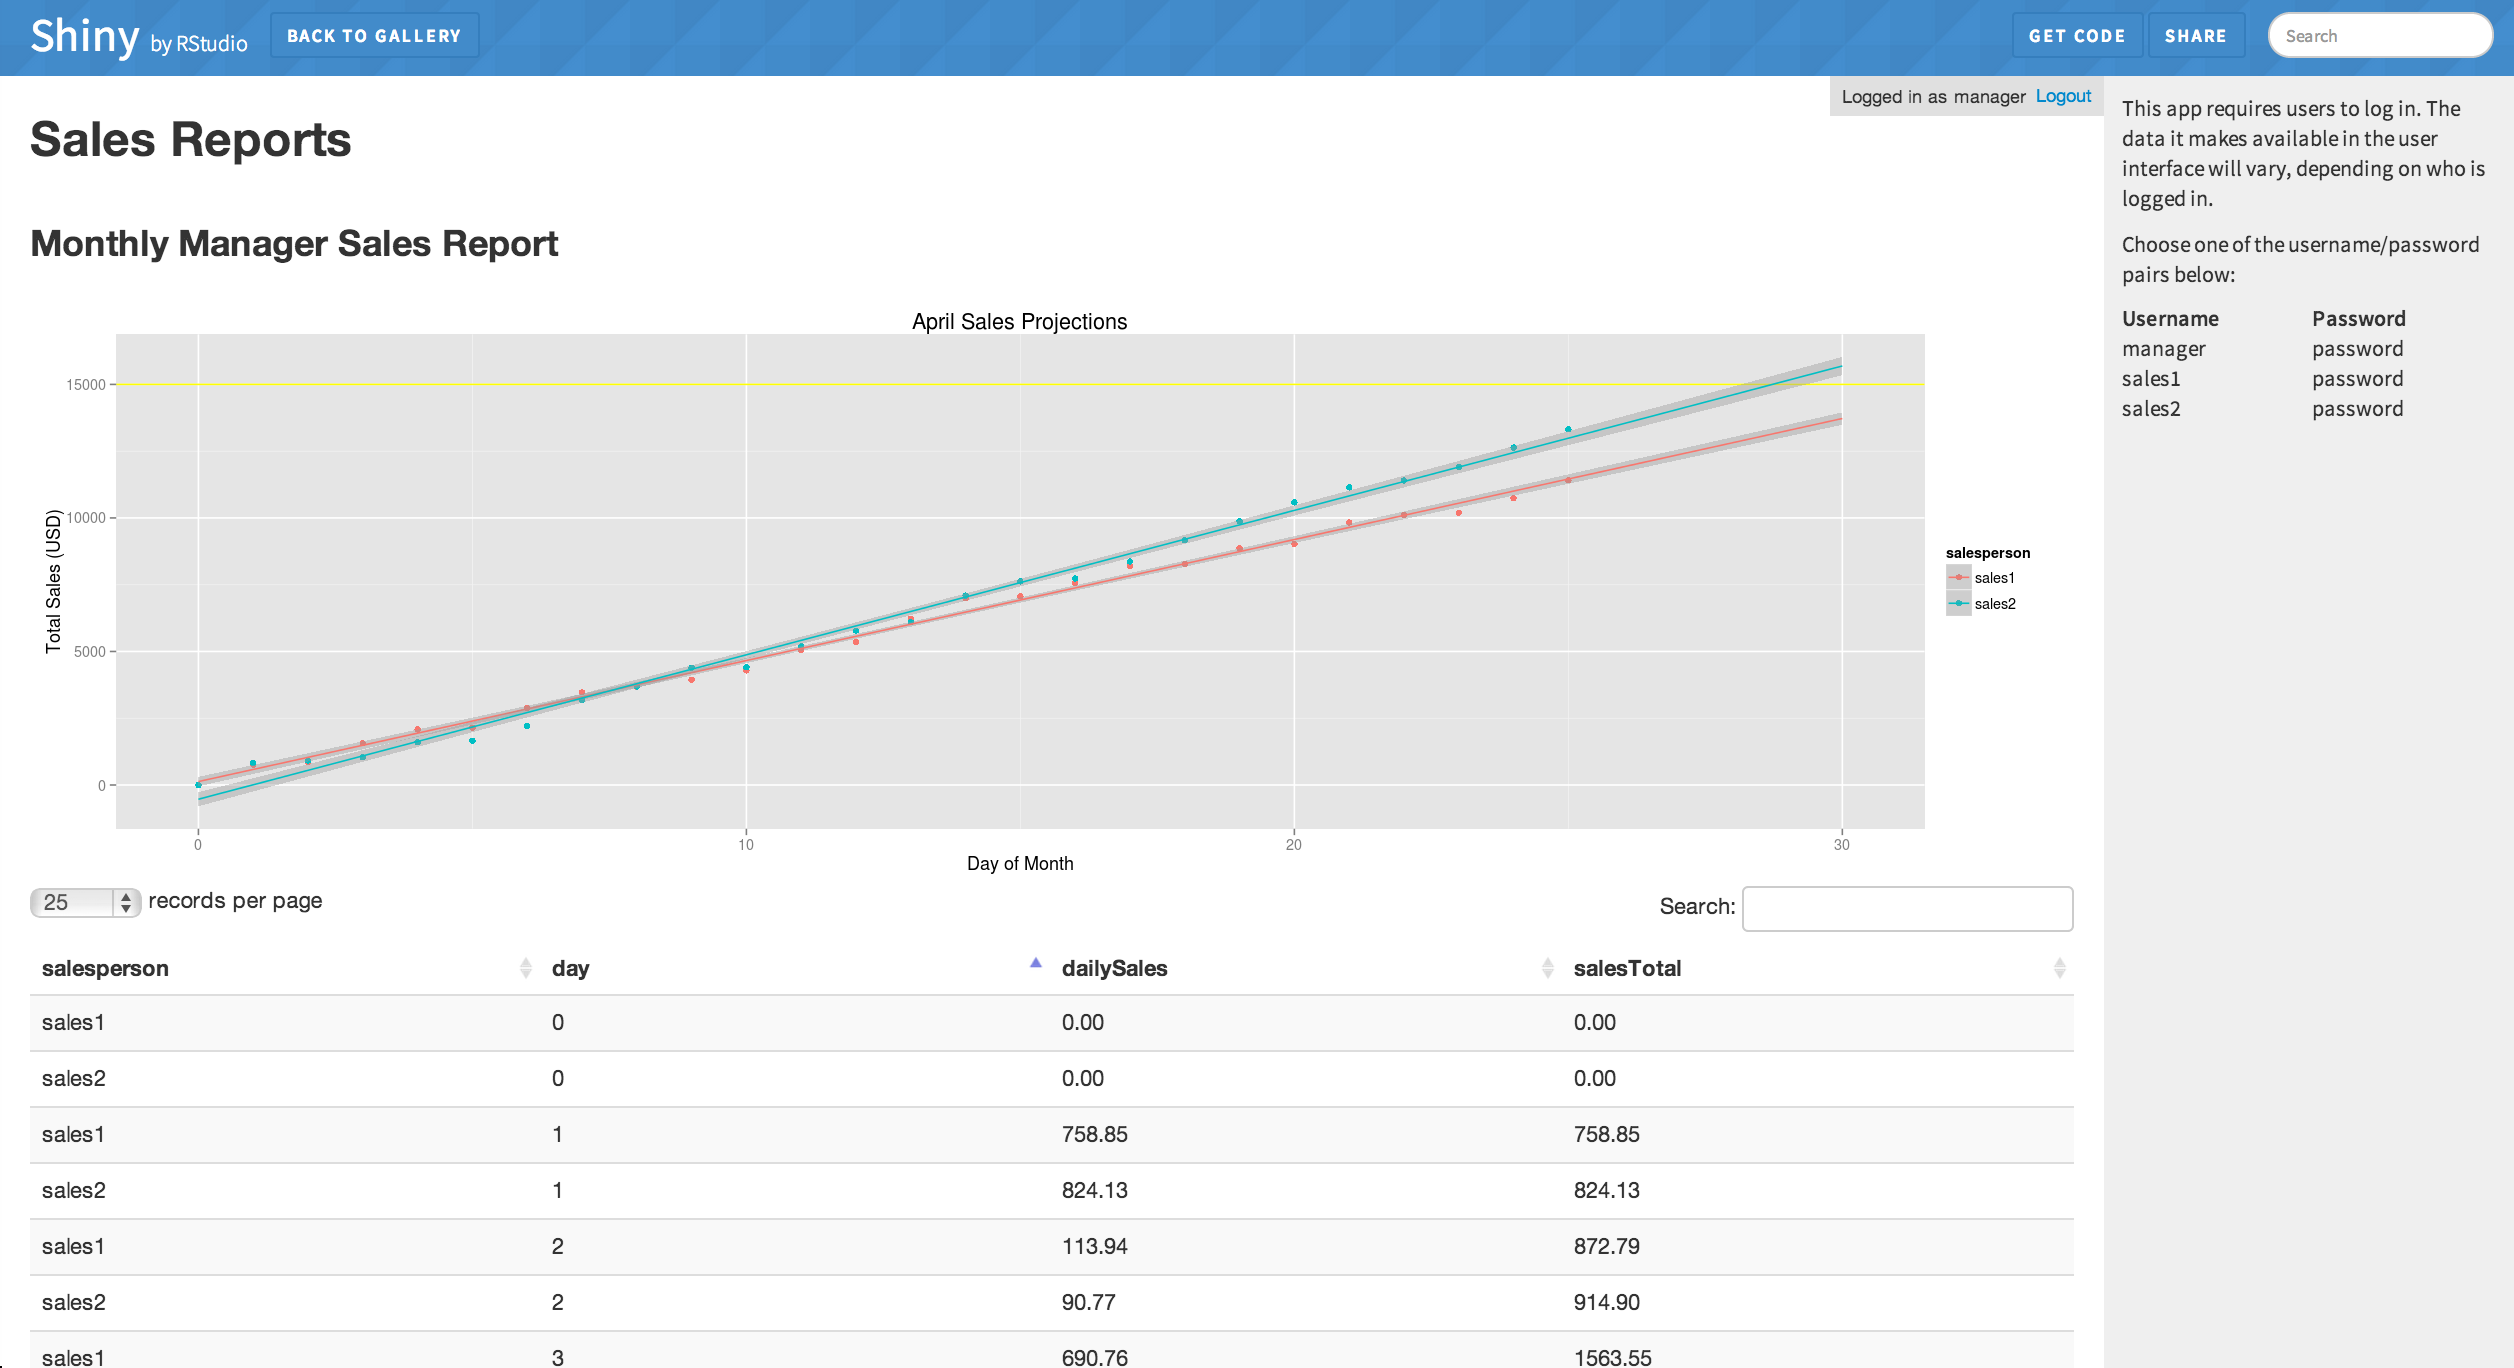 Shiny by RStudio BACK TO GALLERY GET CODE SHARE Search
Logged in as manager Logout
Sales Reports
Monthly Manager Sales Report
April Sales Projections
15000
10000
5000
0
Total Sales (USD)
0 10 20 30
Day of Month
salesperson
sales1
sales2
25 records per page Search:
salesperson day dailySales salesTotal
sales1 0 0.00 0.00
sales2 0 0.00 0.00
sales1 1 758.85 758.85
sales2 1 824.13 824.13
sales1 2 113.94 872.79
sales2 2 90.77 914.90
sales1 3 690.76 1563.55
This app requires users to log in. The
data it makes available in the user
interface will vary, depending on who is
logged in.
Choose one of the username/password
pairs below:
Username Password
manager password
sales1 password
sales2 password